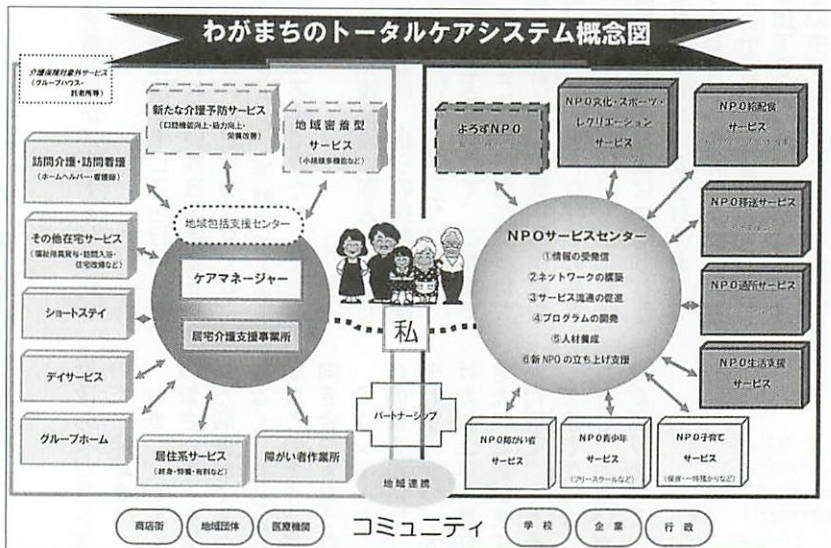 わがまちのトータルケアシステム概念図
介護保険対象外サービス
(グループハウス・
託老所等)
新たな介護予防サービス
(口腔機能向上・筋力向上・
栄養改善)
地域密着型
サービス
(小規模多機能など)
訪問介護・訪問看護
(ホームヘルパー・看護師)
その他在宅サービス
(福祉用具貸与・訪問入浴・
住宅改修など)
ショートステイ
デイサービス
グループホーム
居住系サービス
(終身・特養・有料など)
障がい者作業所
地域包括支援センター
ケアマネージャー
居宅介護支援事業所
私
パートナーシップ
地域連携
よろずNPO
NPO文化・スポーツ・
レクリエーション
サービス
NPO給配食
サービス
NPO移送サービス
NPO通所サービス
NPO生活支援
サービス
NPOサービスセンター
①情報の受発信
②ネットワークの構築
③サービス流通の促進
④プログラムの開発
⑤人材養成
⑥新NPOの立ち上げ支援
NPO障がい者
サービス
NPO青少年
サービス
(フリースクールなど)
NPO子育て
サービス
(保育・一時預かりなど)
商店街
地域団体
医療機関
コミュニティ
学校
企業
行政